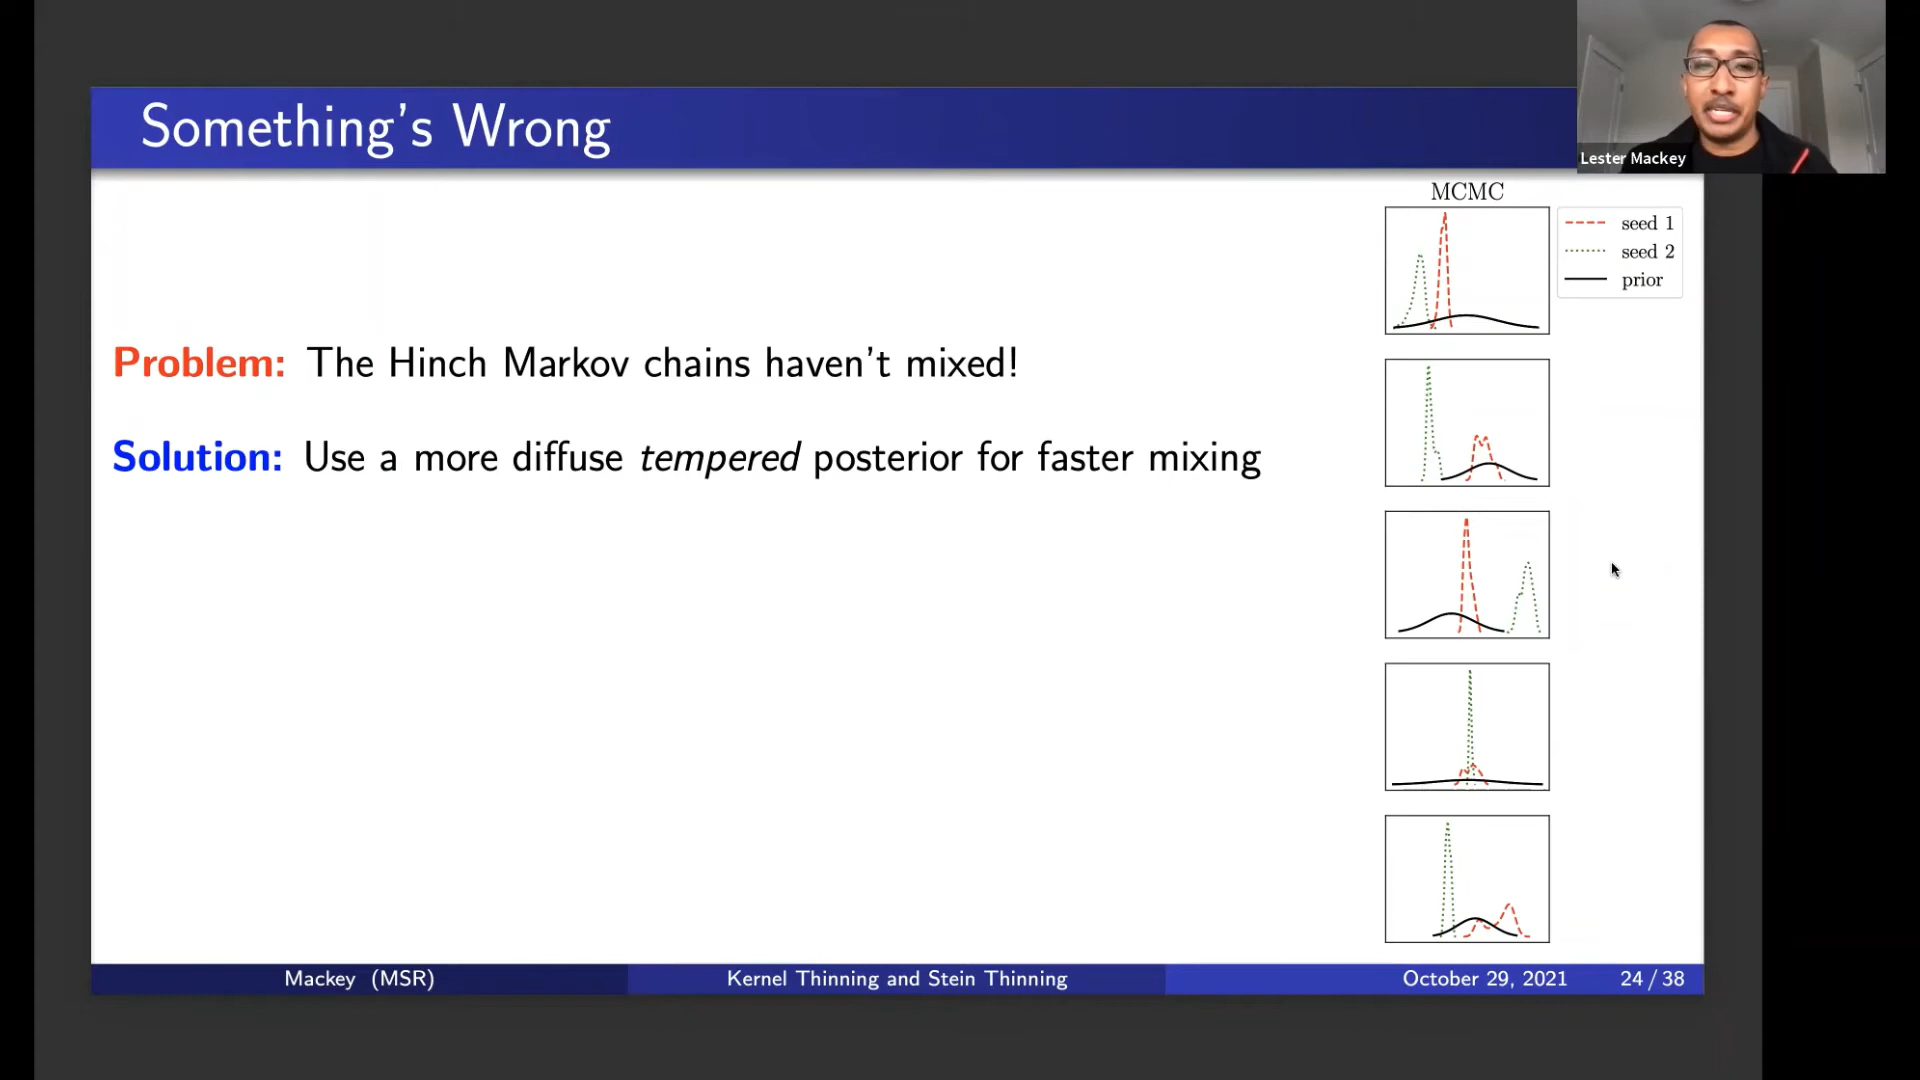 Something's Wrong
Lester Mackey
MCMC
seed 1
seed 2
prior
Problem: The Hinch Markov chains haven't mixed!
Solution: Use a more diffuse tempered posterior for faster mixing
Mackey (MSR)
Kernel Thinning and Stein Thinning
October 29, 2021
24 / 38